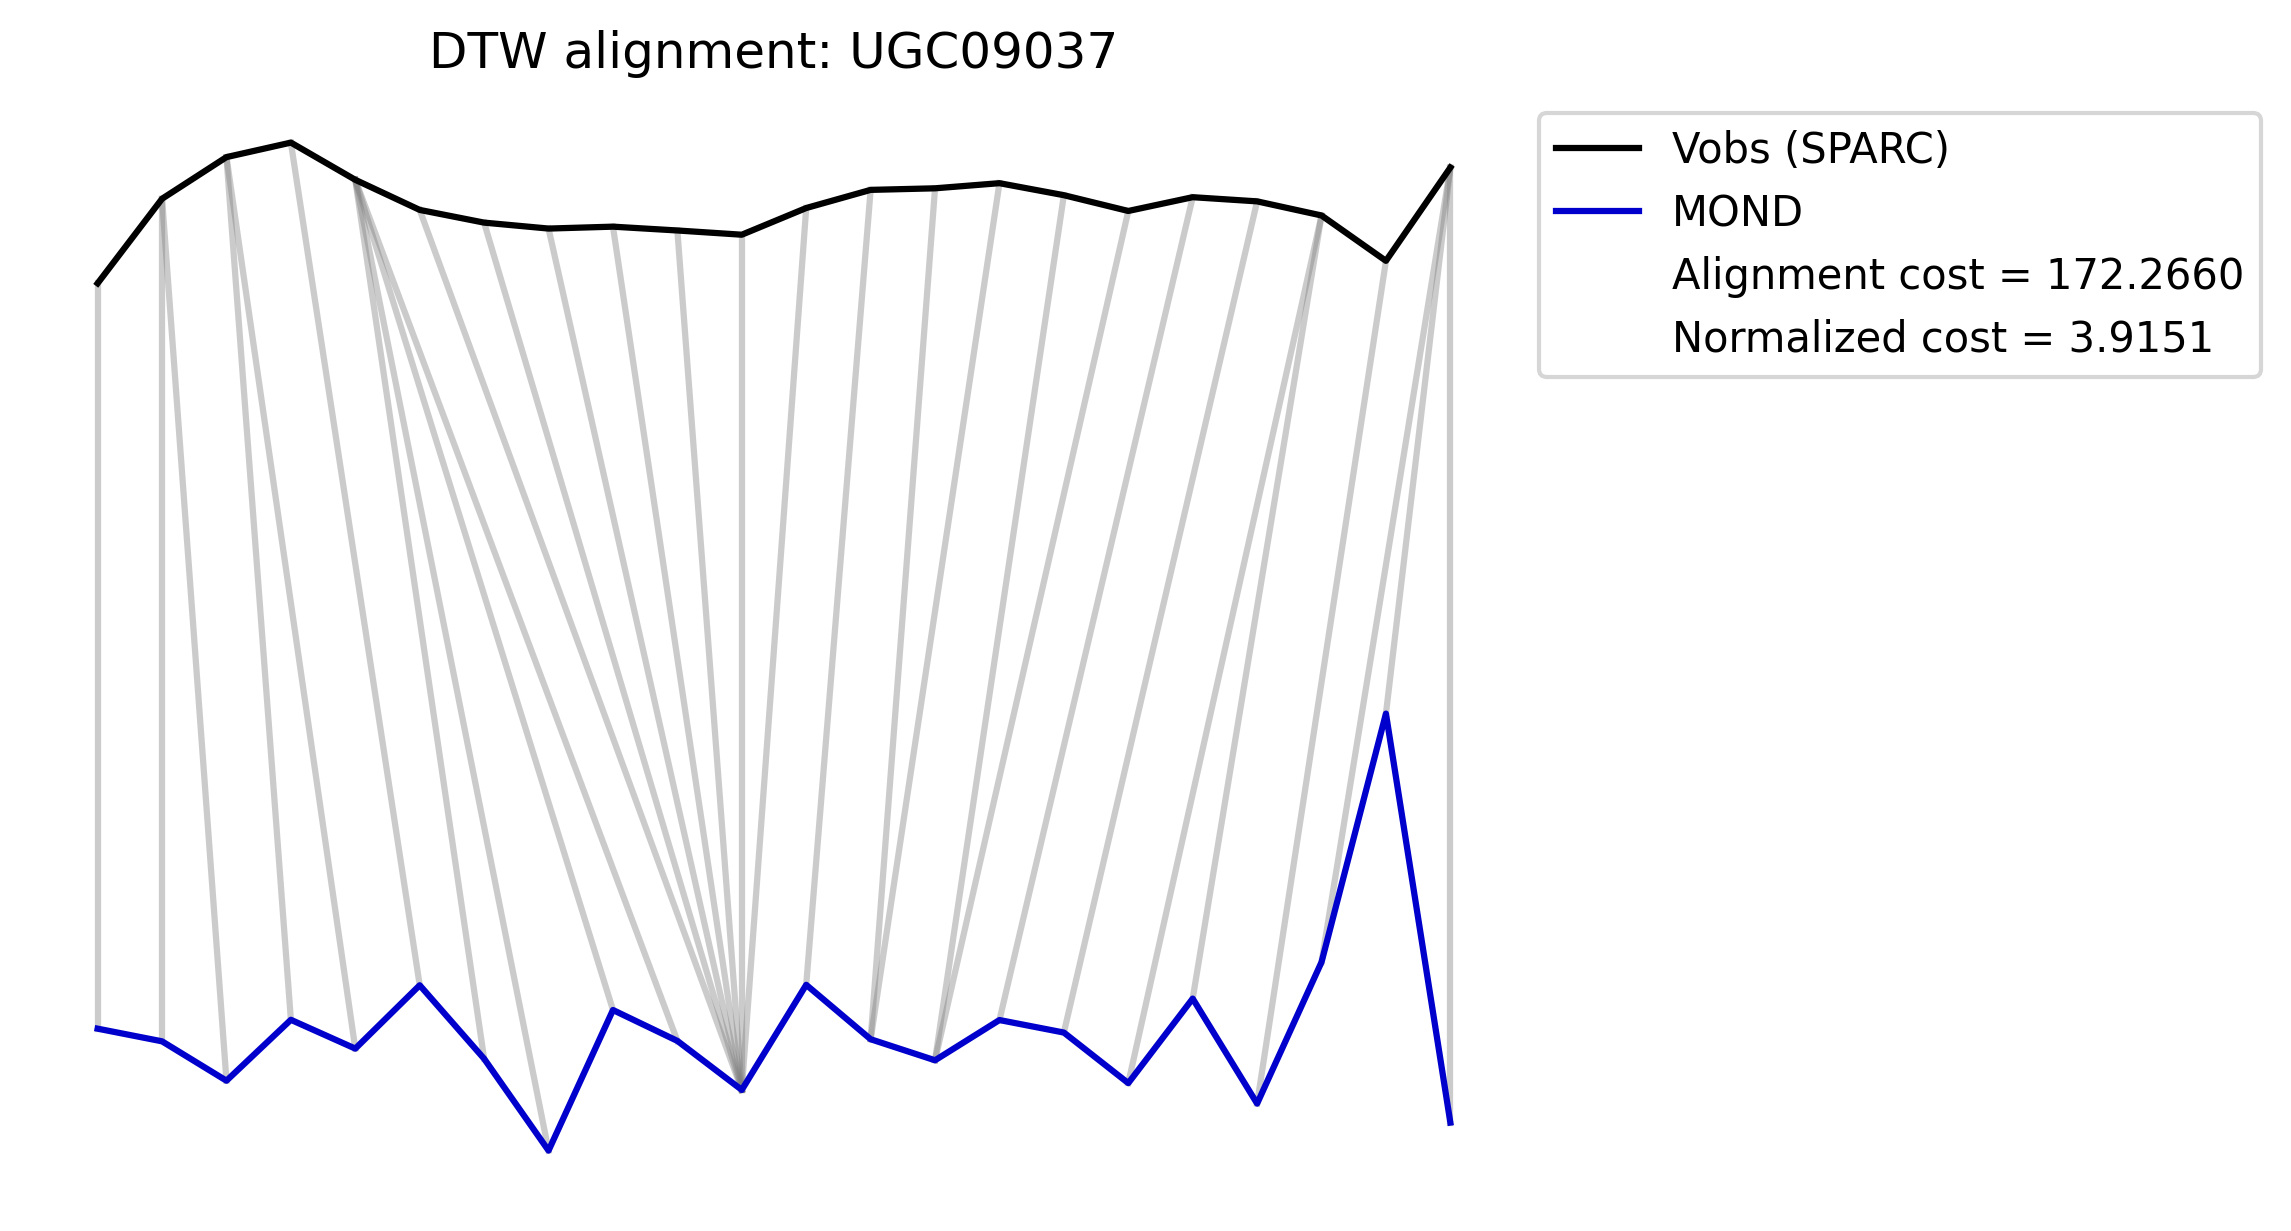 DTW alignment: UGC09037
Vobs (SPARC)
MOND
Alignment cost = 172.2660
Normalized cost = 3.9151